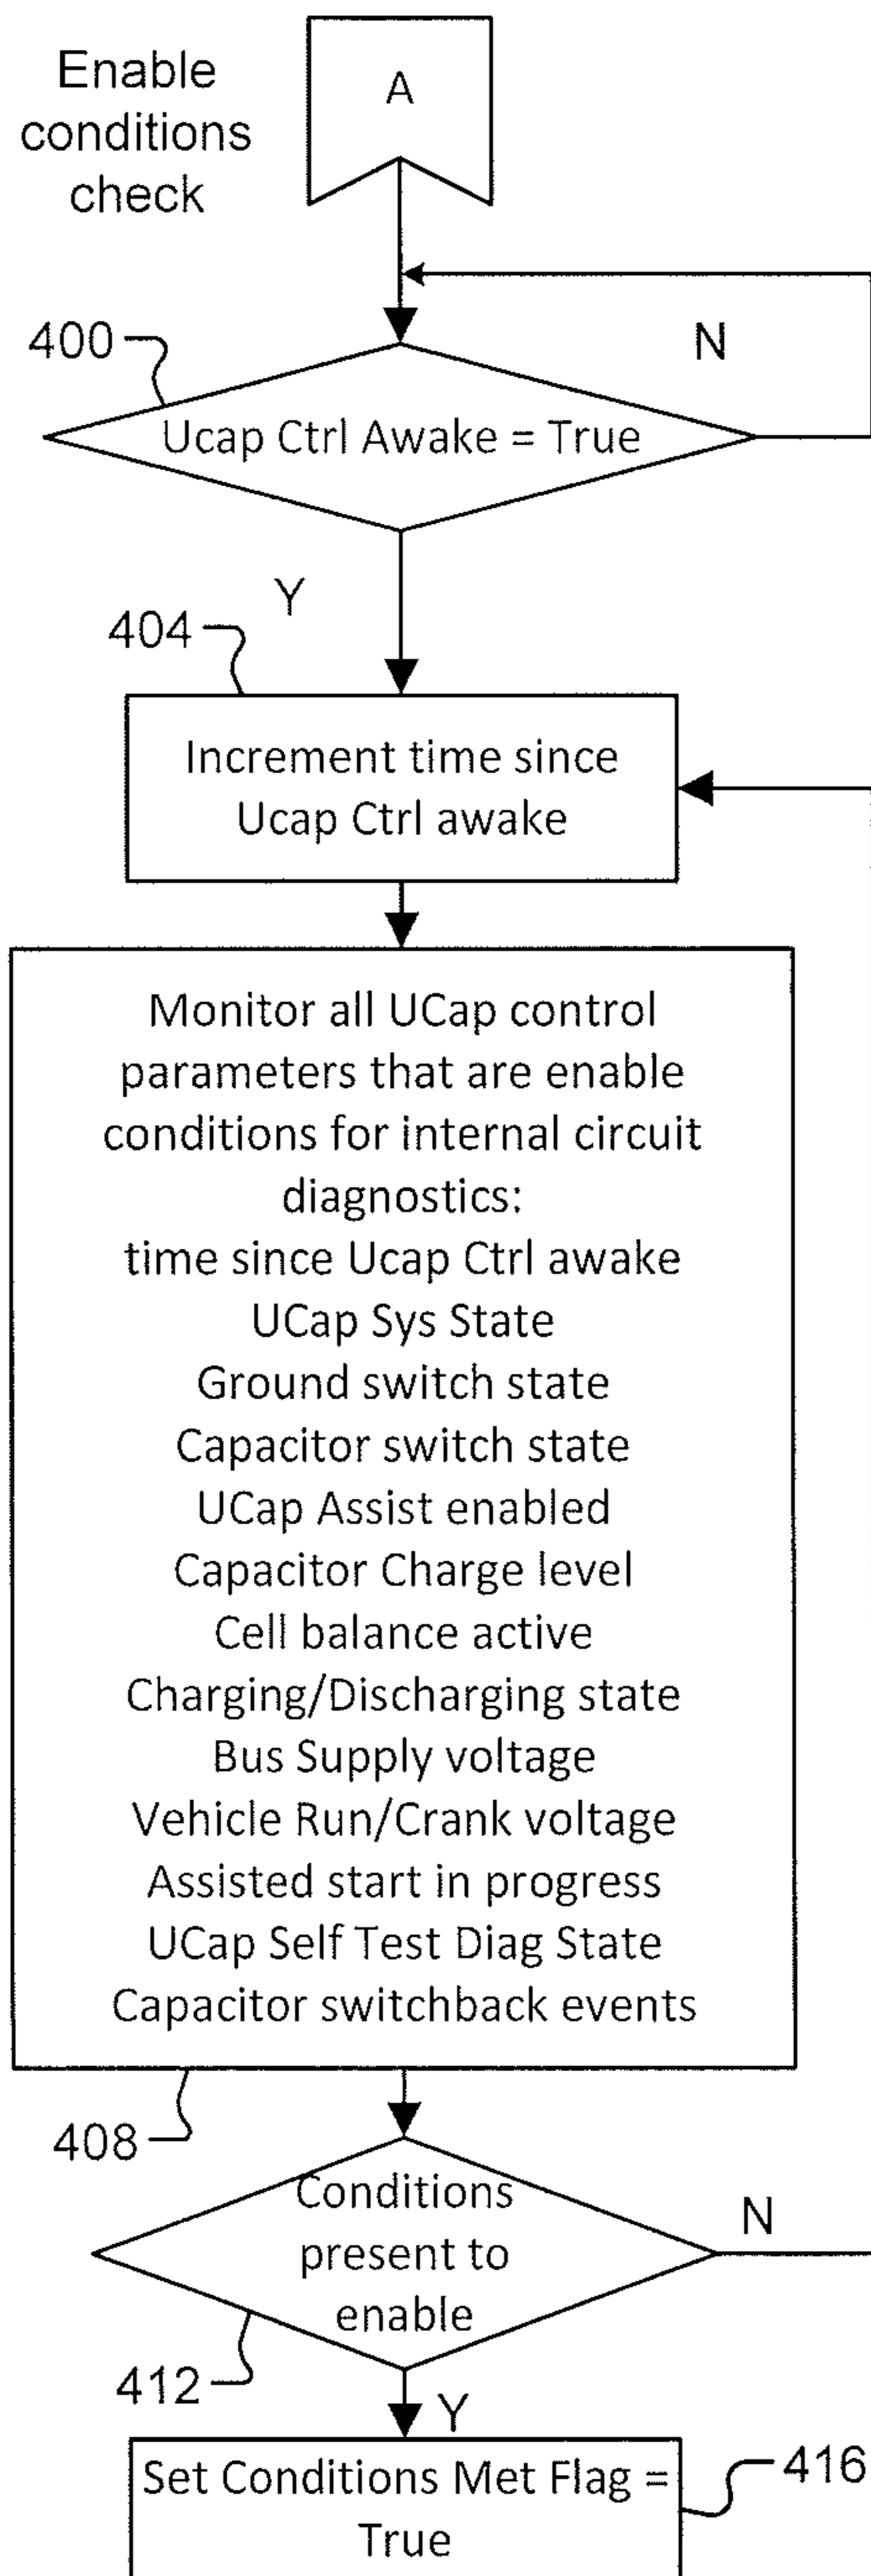 Enable
conditions
check
A
400
N
Ucap Ctrl Awake = True
Y
404
Increment time since
Ucap Ctrl awake
Monitor all UCap control
parameters that are enable
conditions for internal circuit
diagnostics:
time since Ucap Ctrl awake
UCap Sys State
Ground switch state
Capacitor switch state
UCap Assist enabled
Capacitor Charge level
Cell balance active
Charging/Discharging state
Bus Supply voltage
Vehicle Run/Crank voltage
Assisted start in progress
UCap Self Test Diag State
Capacitor switchback events
408
Conditions
present to
enable
N
412
Y
Set Conditions Met Flag =
True
416